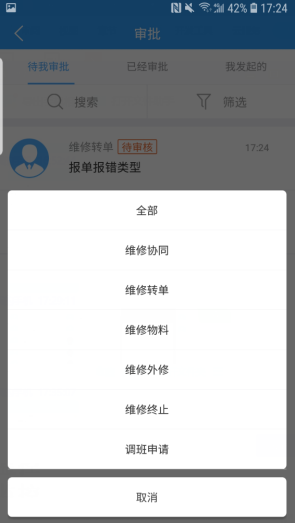 42% 17:24
审批
待我审批 已经审批 我发起的
搜索 筛选
维修转单 待审核 17:24
报单报错类型
全部
维修协同
维修转单
维修物料
维修外修
维修终止
调班申请
取消